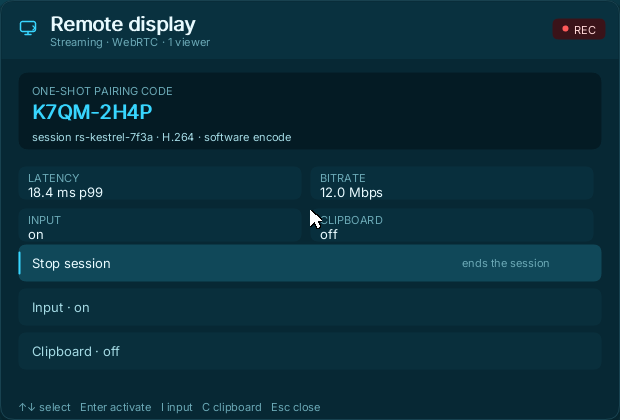 Remote display
Streaming · WebRTC · 1 viewer
REC
ONE-SHOT PAIRING CODE
K7QM-2H4P
session rs-kestrel-7f3a · H.264 · software encode
LATENCY
18.4 ms p99
BITRATE
12.0 Mbps
INPUT
on
CLIPBOARD
off
Stop session
ends the session
Input · on
Clipboard · off
↑↓ select Enter activate I input C clipboard Esc close